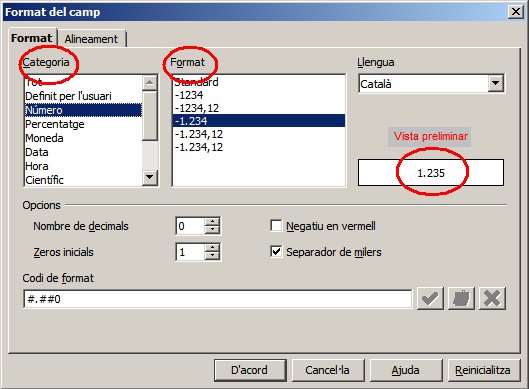 Format del camp
Format Alineament
Categoria Format Llengua
Tot
Definit per l'usuari
Número
Percentatge
Moneda
Data
Hora
Científic
Standard
-1234
-1234,12
-1.234
-1.234,12
-1.234,12
Català
Vista preliminar
1.235
Opcions
Nombre de decimals 0 Negatiu en vermell
Zeros inicials 1 Separador de milers
Codi de format
#.##0
D'acord Cancel·la Ajuda Reinicialitza